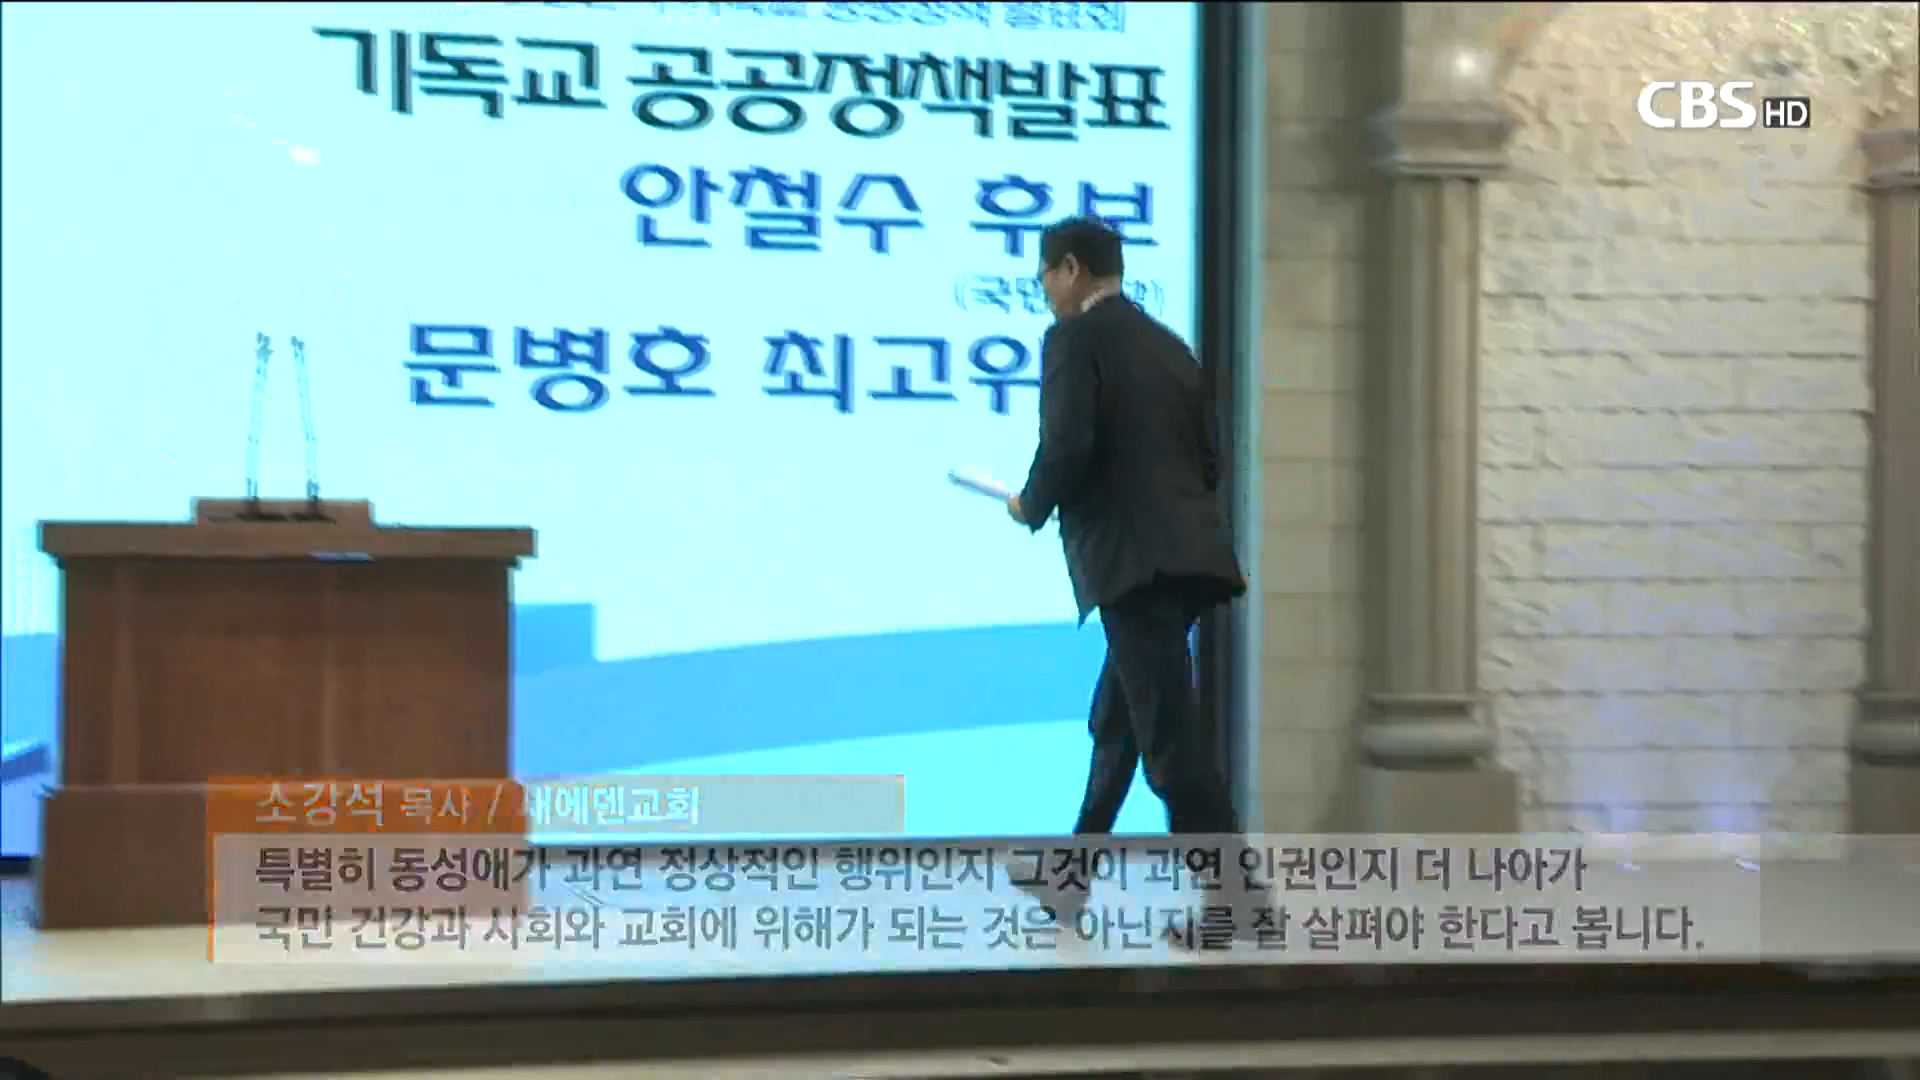 기독교 공공정책발표
안철수 후보
문병호 최고위
CBS HD
소강석 목사 / 새에덴교회
특별히 동성애가 과연 정상적인 행위인지 그것이 과연 인권인지 더 나아가
국민 건강과 사회와 교회에 위해가 되는 것은 아닌지를 잘 살펴야 한다고 봅니다.